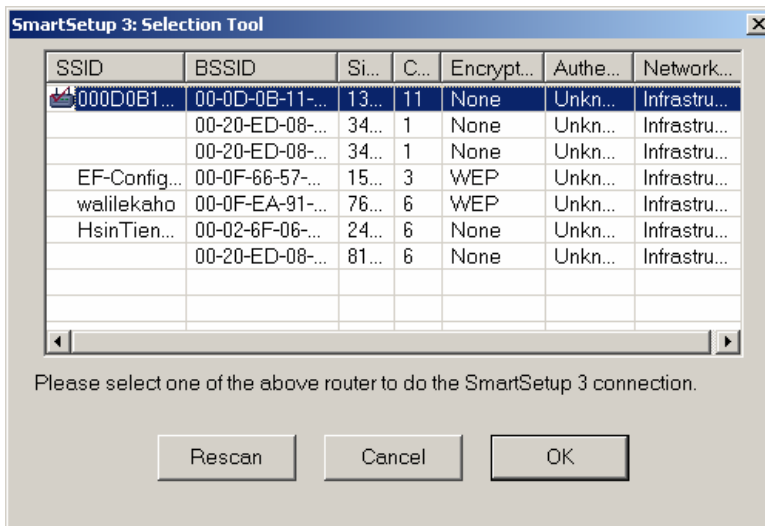 SmartSetup 3: Selection Tool
SSID BSSID Si... C... Encrypt... Authe... Network...
000D0B1... 00-0D-0B-11-... 13... 11 None Unkn... Infrastru...
00-20-ED-08-... 34... 1 None Unkn... Infrastru...
00-20-ED-08-... 34... 1 None Unkn... Infrastru...
EF-Config... 00-0F-66-57-... 15... 3 WEP Unkn... Infrastru...
walilekaho 00-0F-EA-91-... 76... 6 WEP Unkn... Infrastru...
HsinTien... 00-02-6F-06-... 24... 6 None Unkn... Infrastru...
00-20-ED-08-... 81... 6 None Unkn... Infrastru...
Please select one of the above router to do the SmartSetup 3 connection.
Rescan Cancel OK